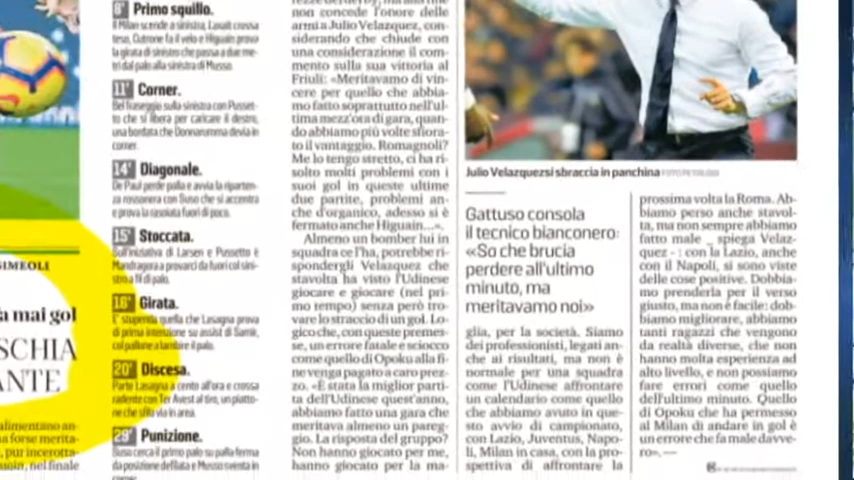 SIMEOLI
a mai gol
SCHIA
ANTE
alimentano an-
a forse merita-
, pur incerotta-
ssoin, nel finale
8' Primo squillo.
Il Milan scende a sinistra, Laxalt crossa
teso, Cutrone fa il velo e Higuain prova
la girata di sinistro che passa a due me-
tri dal palo alla sinistra di Musso.
11' Corner.
Bel fraseggio sulla sinistra con Pusset-
to che si libera per caricare il destro,
una bordata che Donnarumma devia in
corner.
14' Diagonale.
De Paul perde palla e avvia la riparten-
za rossonera con Suso che si accentra
e prova la rasoiata fuori di poco.
15' Stoccata.
Sull'iniziativa di Larsen e Pussetto è
Mandragora a provarci da fuori col sini-
stro a fil di palo.
16' Girata.
E' stupenda quella che Lasagna prova
di prima intenzione su assist di Samir,
col pallone a lambire il palo.
20' Discesa.
Parte Lasagna a cento all'ora e crossa
radente con Ter Avest al tiro, un piatto-
ne che sfila via in area.
29' Punizione.
Suso cerca il primo palo su palla ferma
da posizione defilata e Musso sventa in
corner.
non concede l'onore delle
armi a Julio Velazquez, con-
siderando che chiude con
una considerazione il com-
mento sulla sua vittoria al
Friuli: «Meritavamo di vin-
cere per quello che abbia-
mo fatto soprattutto nell'ul-
tima mezz'ora di gara, quan-
do abbiamo più volte sfiora-
to il vantaggio. Romagnoli?
Me lo tengo stretto, ci ha ri-
solto molti problemi con i
suoi gol in queste ultime
due partite, problemi an-
che d'organico, adesso si è
fermato anche Higuain...».
Almeno un bomber lui in
squadra ce l'ha, potrebbe ri-
spondergli Velazquez che
stavolta ha visto l'Udinese
giocare e giocare (nel pri-
mo tempo) senza però tro-
vare lo straccio di un gol. Lo-
gico che, con queste premes-
se, un errore fatale e sciocco
come quello di Opoku alla fi-
ne venga pagato a caro prez-
zo. «È stata la miglior parti-
ta dell'Udinese quest'anno,
abbiamo fatto una gara che
meritava almeno un pareg-
gio. La risposta del gruppo?
Non hanno giocato per me,
hanno giocato per la ma-
Julio Velazquezsi sbraccia in panchina
Gattuso consola
il tecnico bianconero:
«So che brucia
perdere all'ultimo
minuto, ma
meritavamo noi»
glia, per la società. Siamo
dei professionisti, legati an-
che ai risultati, ma non è
normale per una squadra
come l'Udinese affrontare
un calendario come quello
che abbiamo avuto in que-
sto avvio di campionato,
con Lazio, Juventus, Napo-
li, Milan in casa, con la pro-
spettiva di affrontare la
prossima volta la Roma. Ab-
biamo perso anche stavol-
ta, ma non sempre abbiamo
fatto male _ spiega Velaz-
quez - : con la Lazio, anche
con il Napoli, si sono viste
delle cose positive. Dobbia-
mo prenderla per il verso
giusto, ma non è facile: dob-
biamo migliorare, abbiamo
tanti ragazzi che vengono
da realtà diverse, che non
hanno molta esperienza ad
alto livello, e non possiamo
fare errori come quello
dell'ultimo minuto. Quello
di Opoku che ha permesso
al Milan di andare in gol è
un errore che fa male davve-
ro». —